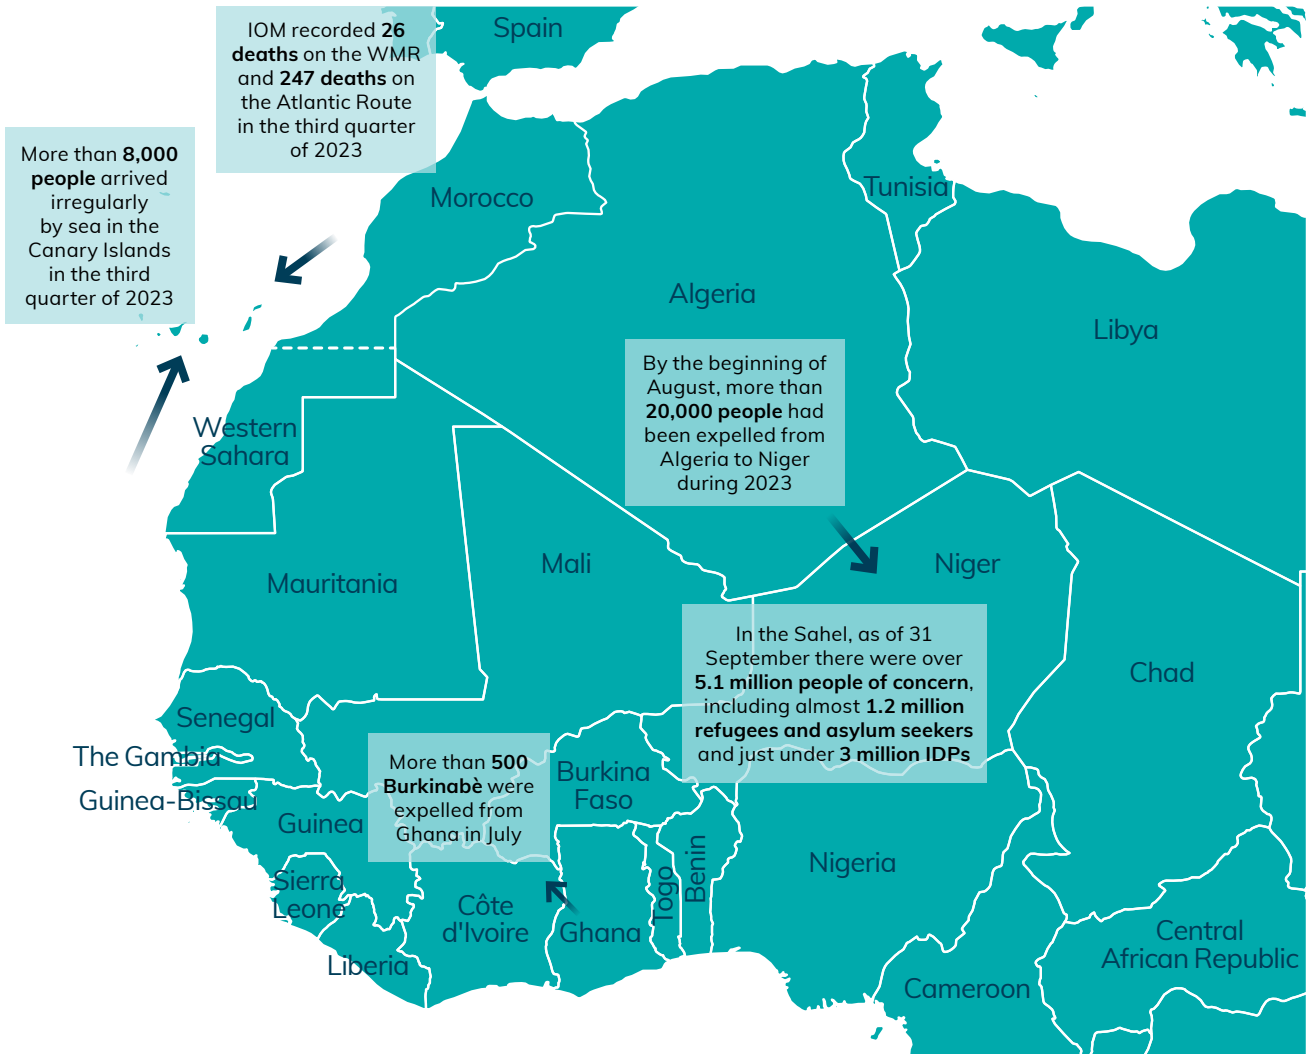 IOM recorded 26
deaths on the WMR
and 247 deaths on
the Atlantic Route
in the third quarter
of 2023
Spain
More than 8,000
people arrived
irregularly
by sea in the
Canary Islands
in the third
quarter of 2023
Morocco
Tunisia
Algeria
Libya
By the beginning of
August, more than
20,000 people had
been expelled from
Algeria to Niger
during 2023
Western
Sahara
Mauritania
Mali
Niger
Chad
In the Sahel, as of 31
September there were over
5.1 million people of concern,
including almost 1.2 million
refugees and asylum seekers
and just under 3 million IDPs
Senegal
The Gambia
Guinea-Bissau
Guinea
More than 500
Burkinabè were
expelled from
Ghana in July
Burkina
Faso
Sierra
Leone
Liberia
Côte
d'Ivoire
Ghana
Togo
Benin
Nigeria
Cameroon
Central
African Republic